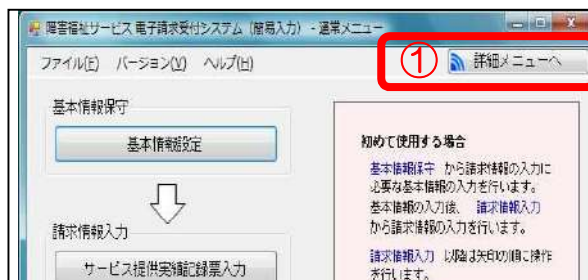 障害福祉サービス 電子請求受付システム (簡易入力) - 通常メニュー
ファイル(F) バージョン(V) ヘルプ(H)
① 詳細メニューへ
基本情報保守
基本情報設定
初めて使用する場合
基本情報保守 から請求情報の入力に
必要な基本情報の入力を行います。
基本情報の入力後、 請求情報入力
から請求情報の入力を行います。
請求情報入力
サービス提供実績記録票入力
請求情報入力 以降は矢印の順に操作
を行います。